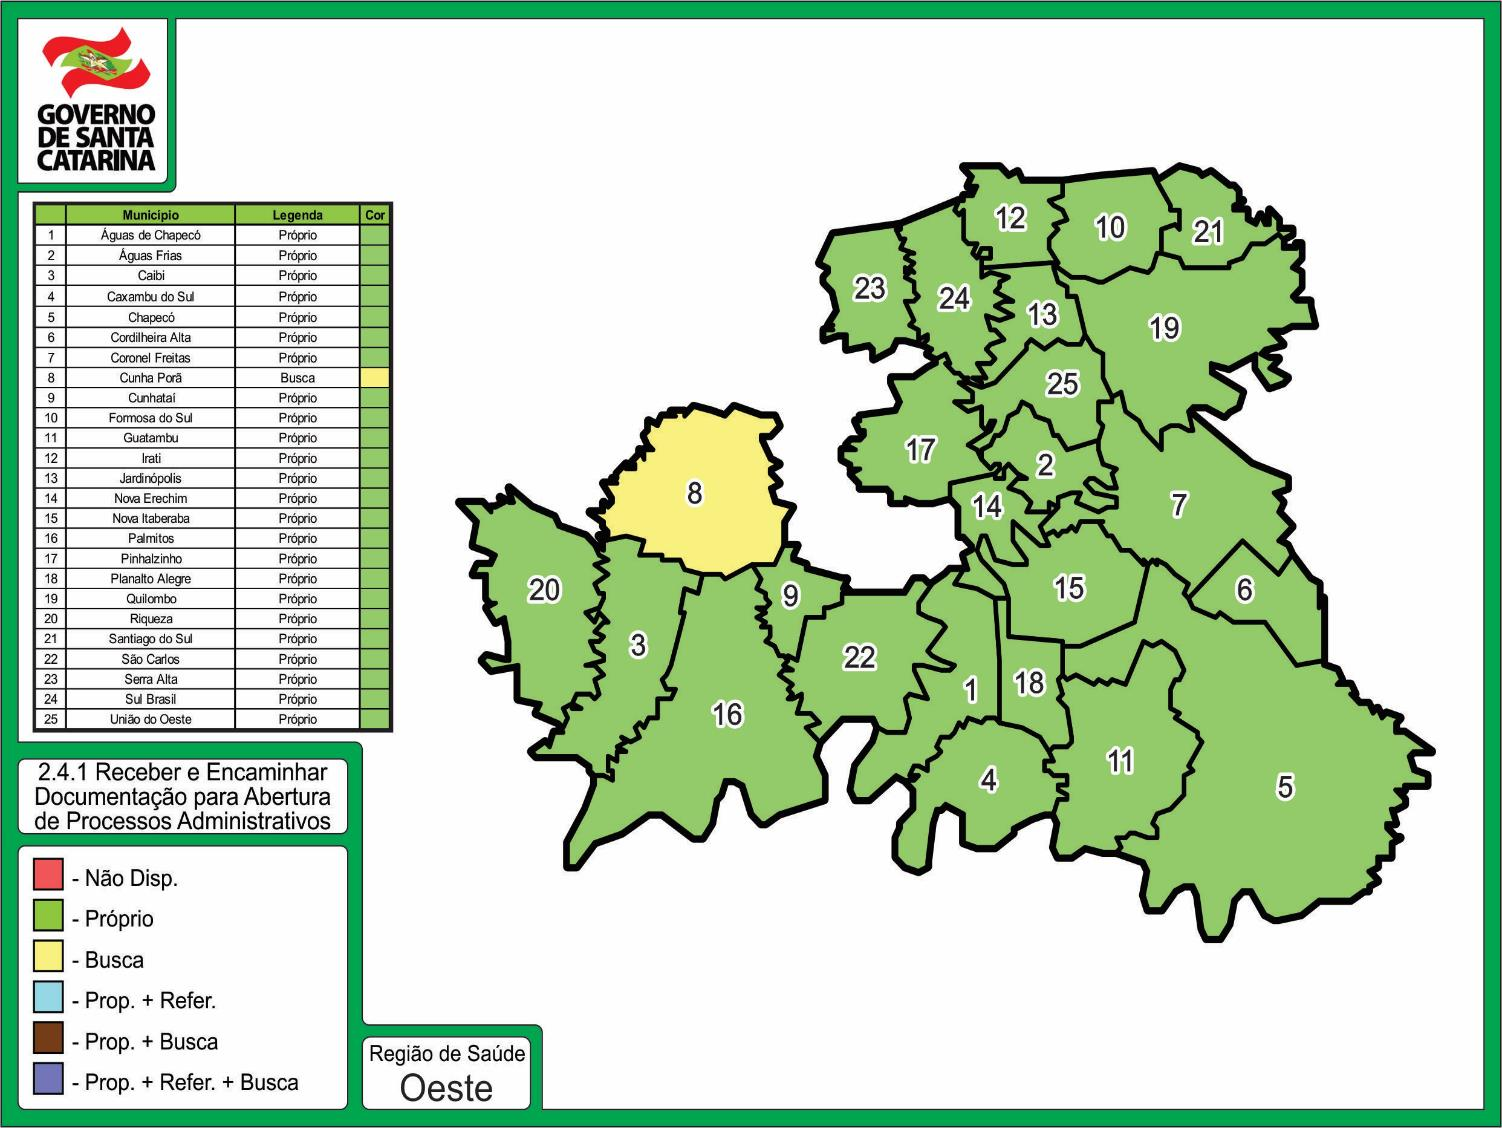 GOVERNO
DE SANTA
CATARINA
Município Legenda Cor
1 Águas de Chapecó Próprio
2 Águas Frias Próprio
3 Caibi Próprio
4 Caxambu do Sul Próprio
5 Chapecó Próprio
6 Cordilheira Alta Próprio
7 Coronel Freitas Próprio
8 Cunha Porã Busca
9 Cunhataí Próprio
10 Formosa do Sul Próprio
11 Guatambu Próprio
12 Irati Próprio
13 Jardinópolis Próprio
14 Nova Erechim Próprio
15 Nova Itaberaba Próprio
16 Palmitos Próprio
17 Pinhalzinho Próprio
18 Planalto Alegre Próprio
19 Quilombo Próprio
20 Riqueza Próprio
21 Santiago do Sul Próprio
22 São Carlos Próprio
23 Serra Alta Próprio
24 Sul Brasil Próprio
25 União do Oeste Próprio
2.4.1 Receber e Encaminhar
Documentação para Abertura
de Processos Administrativos
- Não Disp.
- Próprio
- Busca
- Prop. + Refer.
- Prop. + Busca
- Prop. + Refer. + Busca
Região de Saúde
Oeste
12
10
21
23
24
13
19
25
17
2
14
7
8
20
9
15
6
3
22
1
18
16
4
11
5